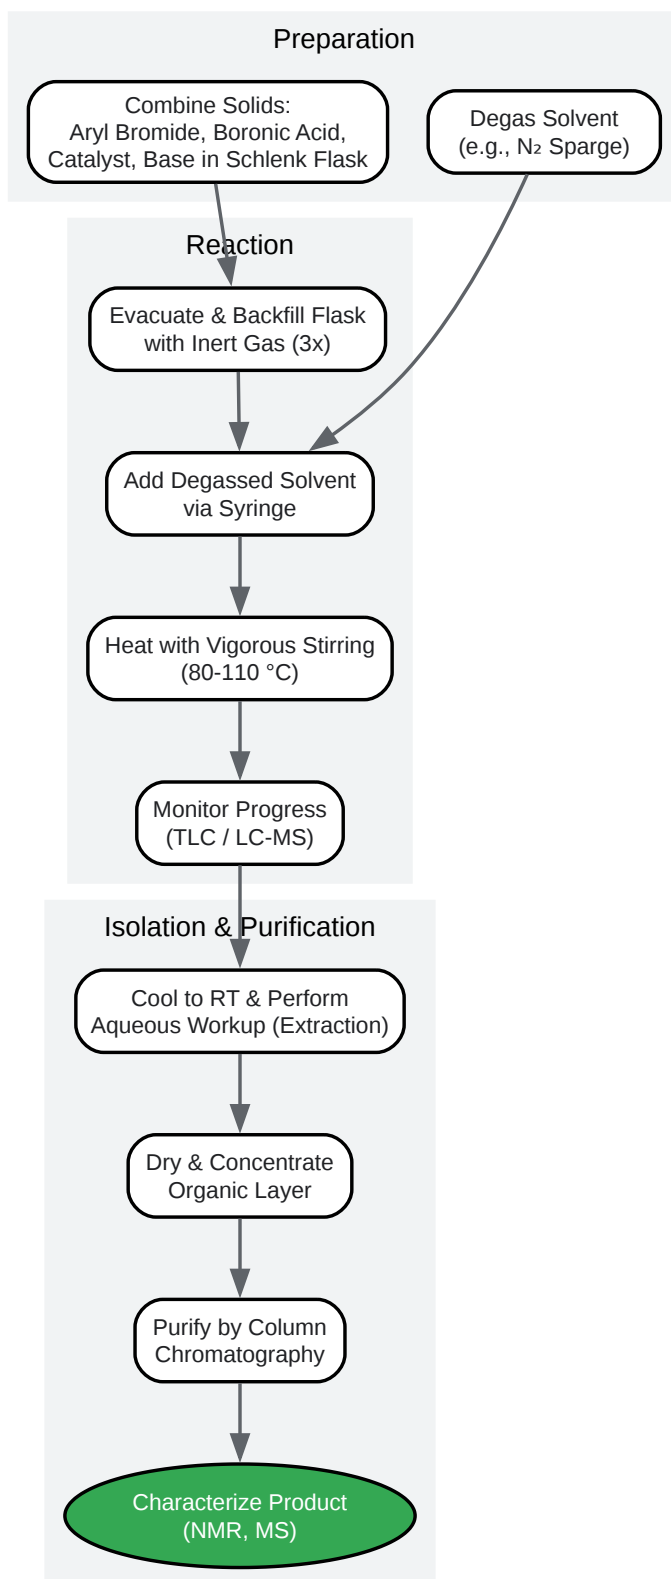 Preparation
Combine Solids:
Aryl Bromide, Boronic Acid,
Catalyst, Base in Schlenk Flask
Degas Solvent
(e.g., N₂ Sparge)
Reaction
Evacuate & Backfill Flask
with Inert Gas (3x)
Add Degassed Solvent
via Syringe
Heat with Vigorous Stirring
(80-110 °C)
Monitor Progress
(TLC / LC-MS)
Isolation & Purification
Cool to RT & Perform
Aqueous Workup (Extraction)
Dry & Concentrate
Organic Layer
Purify by Column
Chromatography
Characterize Product
(NMR, MS)